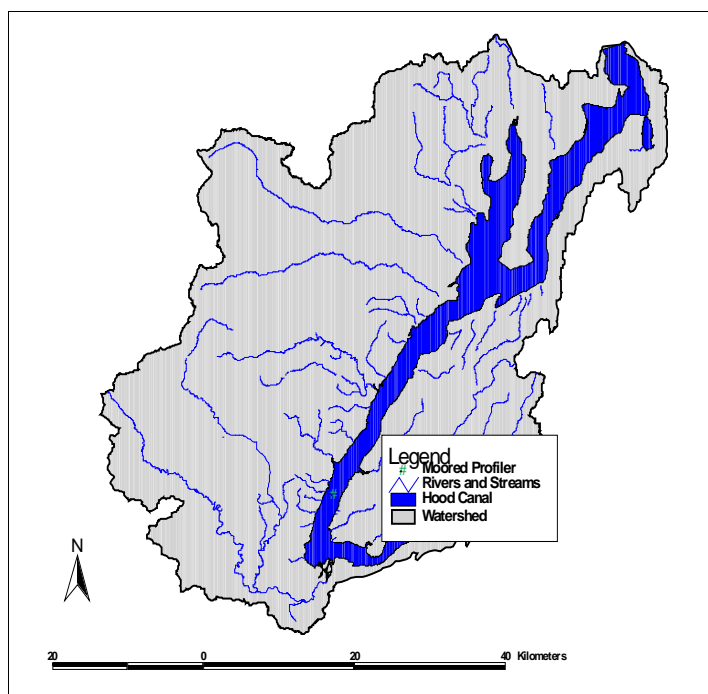 Legend
# Moored Profiler
Rivers and Streams
Hood Canal
Watershed
N
20 0 20 40 Kilometers